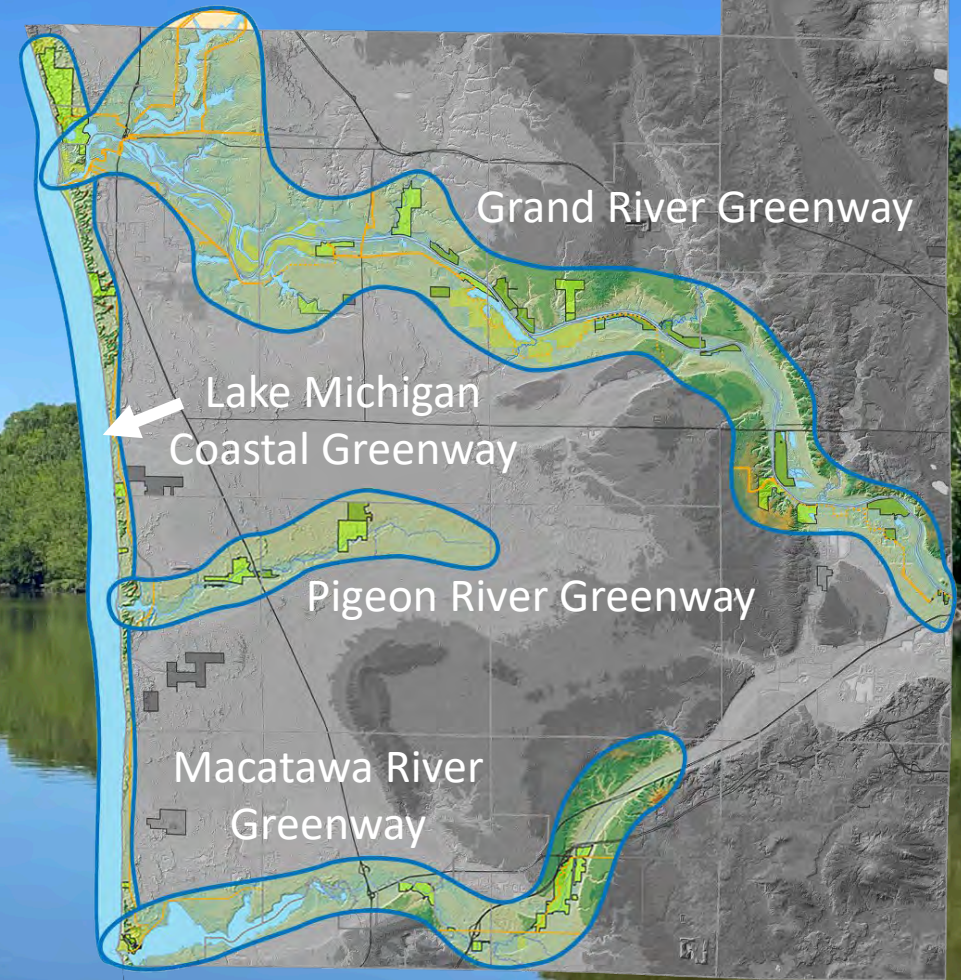 Grand River Greenway
Lake Michigan
Coastal Greenway
Pigeon River Greenway
Macatawa River
Greenway